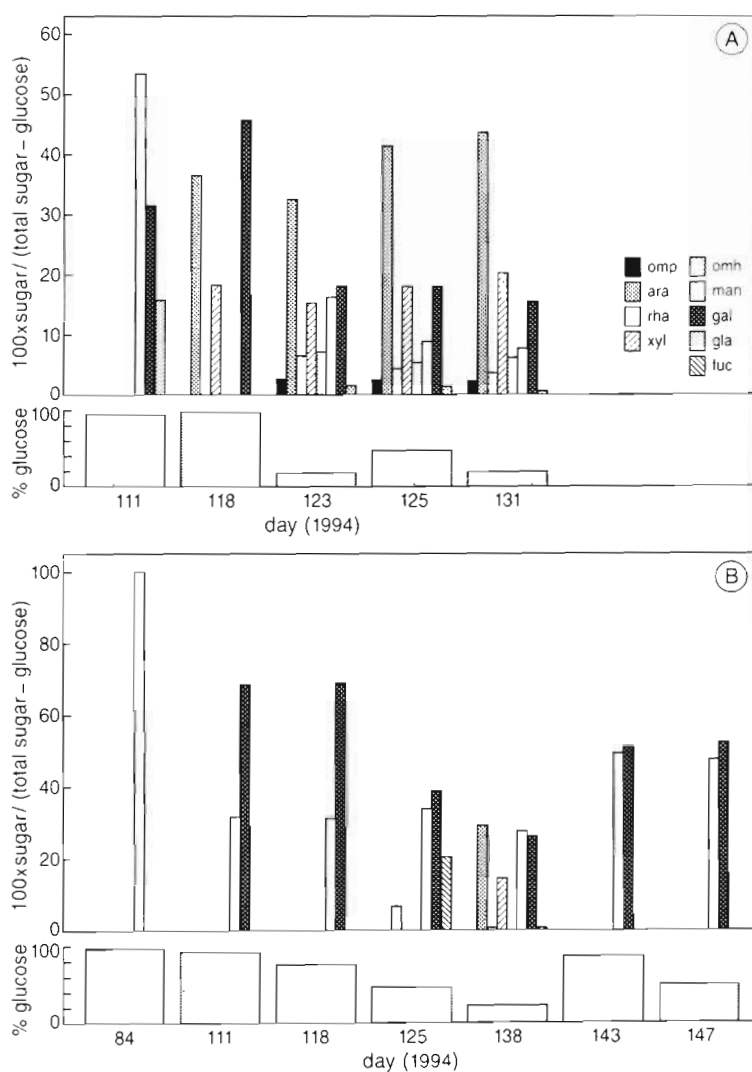 A
60
50
40
30
20
10
0
100x sugar/ (total sugar – glucose)
omp
ara
rha
xyl
omh
man
gal
gla
fuc
100
0
% glucose
111 118 123 125 131
day (1994)
B
100
80
60
40
20
0
100x sugar/ (total sugar – glucose)
100
0
% glucose
84 111 118 125 138 143 147
day (1994)